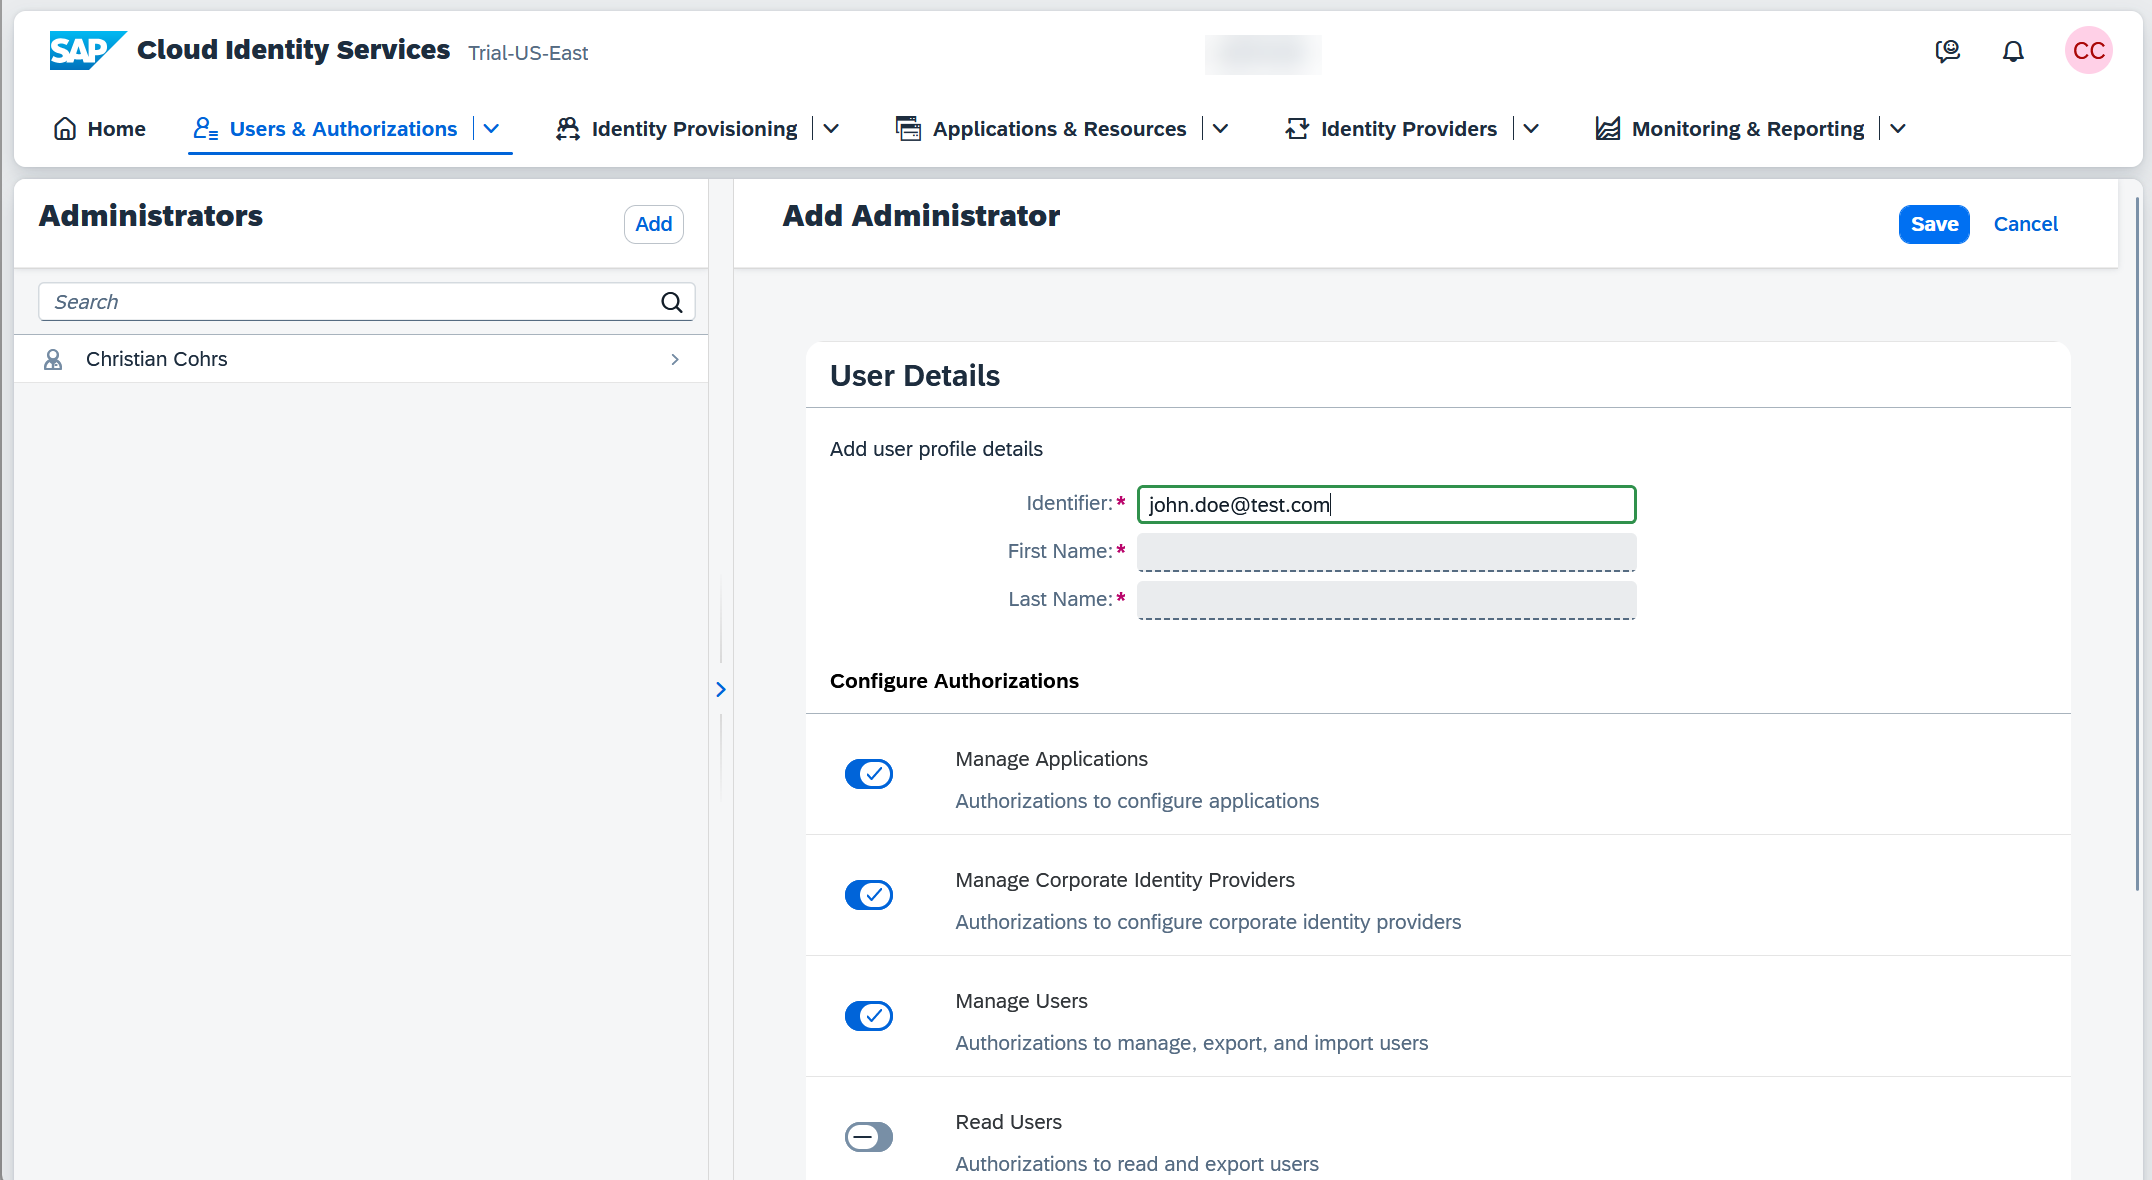 SAP Cloud Identity Services Trial-US-East
CC
Home Users & Authorizations Identity Provisioning Applications & Resources Identity Providers Monitoring & Reporting
Administrators
Add
Search
Christian Cohrs
Add Administrator
Save Cancel
User Details
Add user profile details
Identifier:* john.doe@test.com
First Name:*
Last Name:*
Configure Authorizations
Manage Applications
Authorizations to configure applications
Manage Corporate Identity Providers
Authorizations to configure corporate identity providers
Manage Users
Authorizations to manage, export, and import users
Read Users
Authorizations to read and export users